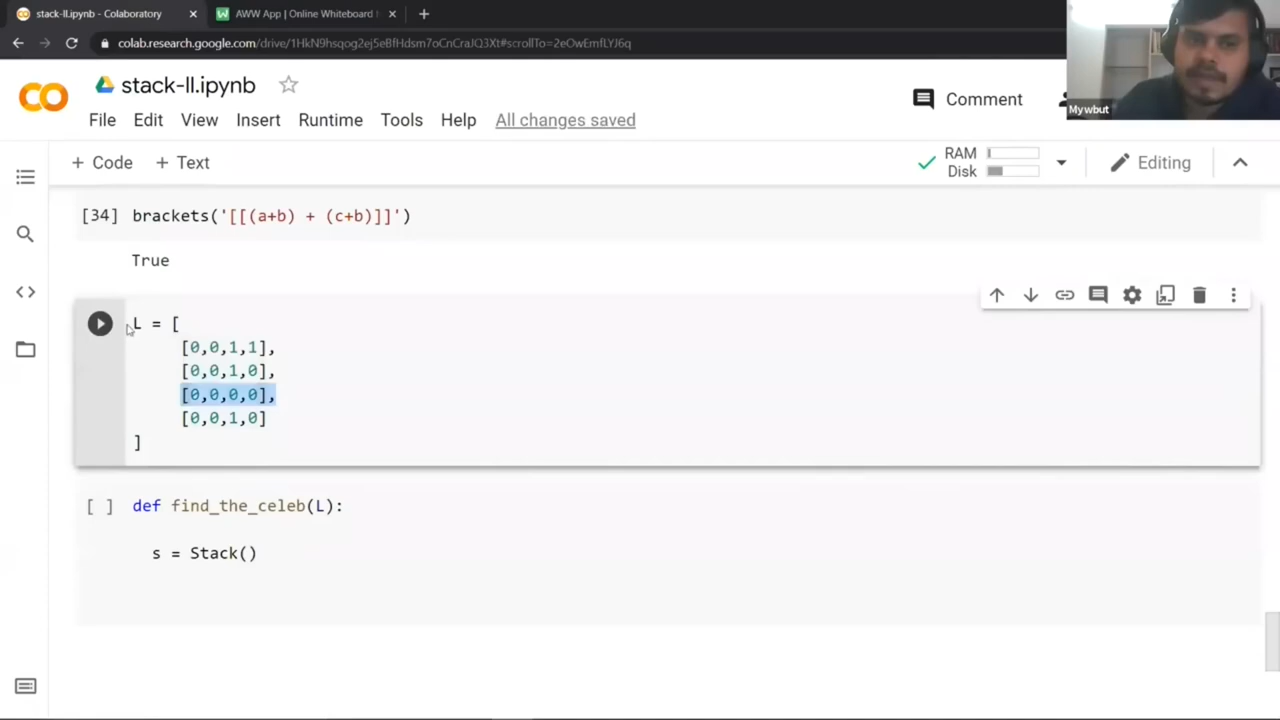 stack-ll.ipynb - Colaboratory
AWW App | Online Whiteboard
colab.research.google.com/drive/1HkN9hsqog2ej5eBfHdsm7oCnCraJQ3Xt#scrollTo=2eOwEmfLYJ6q
Mywbut
CO
stack-ll.ipynb
File Edit View Insert Runtime Tools Help All changes saved
Comment
+ Code + Text
RAM
Disk
Editing
[34] brackets('[[(a+b) + (c+b)]]')
True
L = [
[0,0,1,1],
[0,0,1,0],
[0,0,0,0],
[0,0,1,0]
]
[ ] def find_the_celeb(L):
s = Stack()